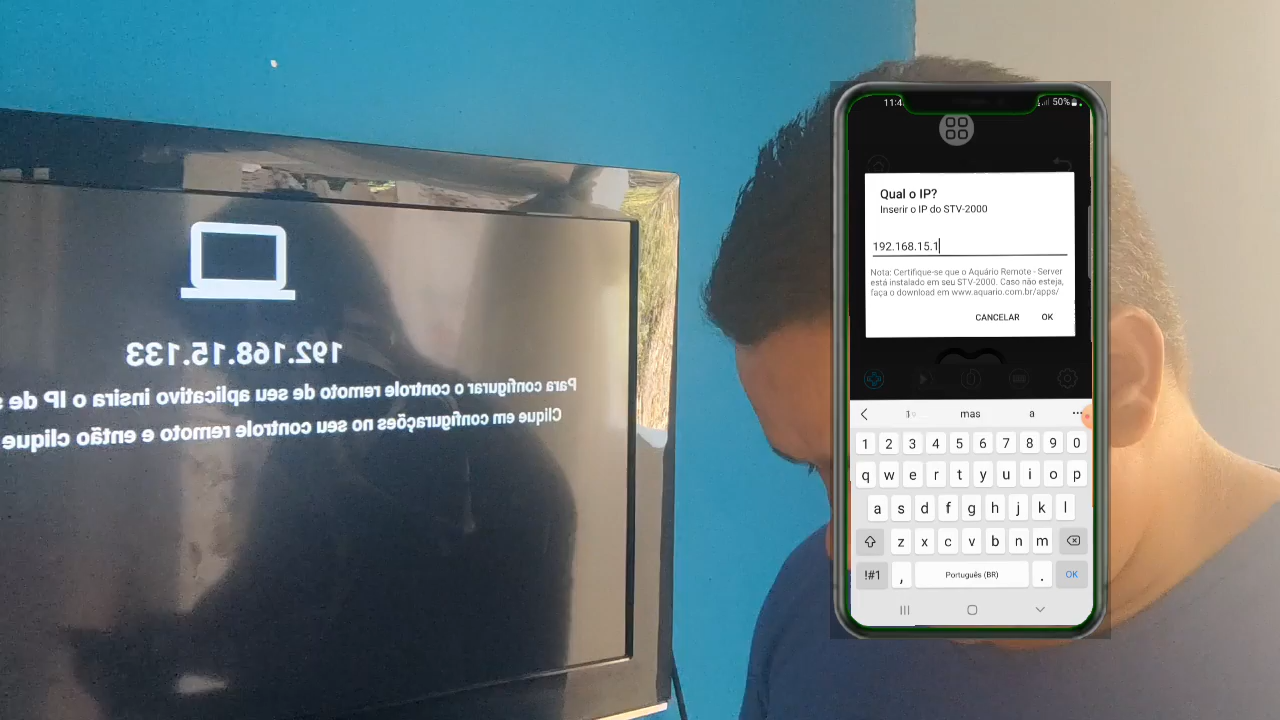 192.168.15.133
Para configurar o controle remoto de seu aplicativo insira o IP de
Clique em configurações no seu controle remoto e então clique
11:4
50%
Qual o IP?
Inserir o IP do STV-2000
192.168.15.1
Nota: Certifique-se que o Aquário Remote - Server
está instalado em seu STV-2000. Caso não esteja,
faça o download em www.aquario.com.br/apps/
CANCELAR OK
mas a
1 2 3 4 5 6 7 8 9 0
q w e r t y u i o p
a s d f g h j k l
z x c v b n m
!#1 , Português (BR) . OK